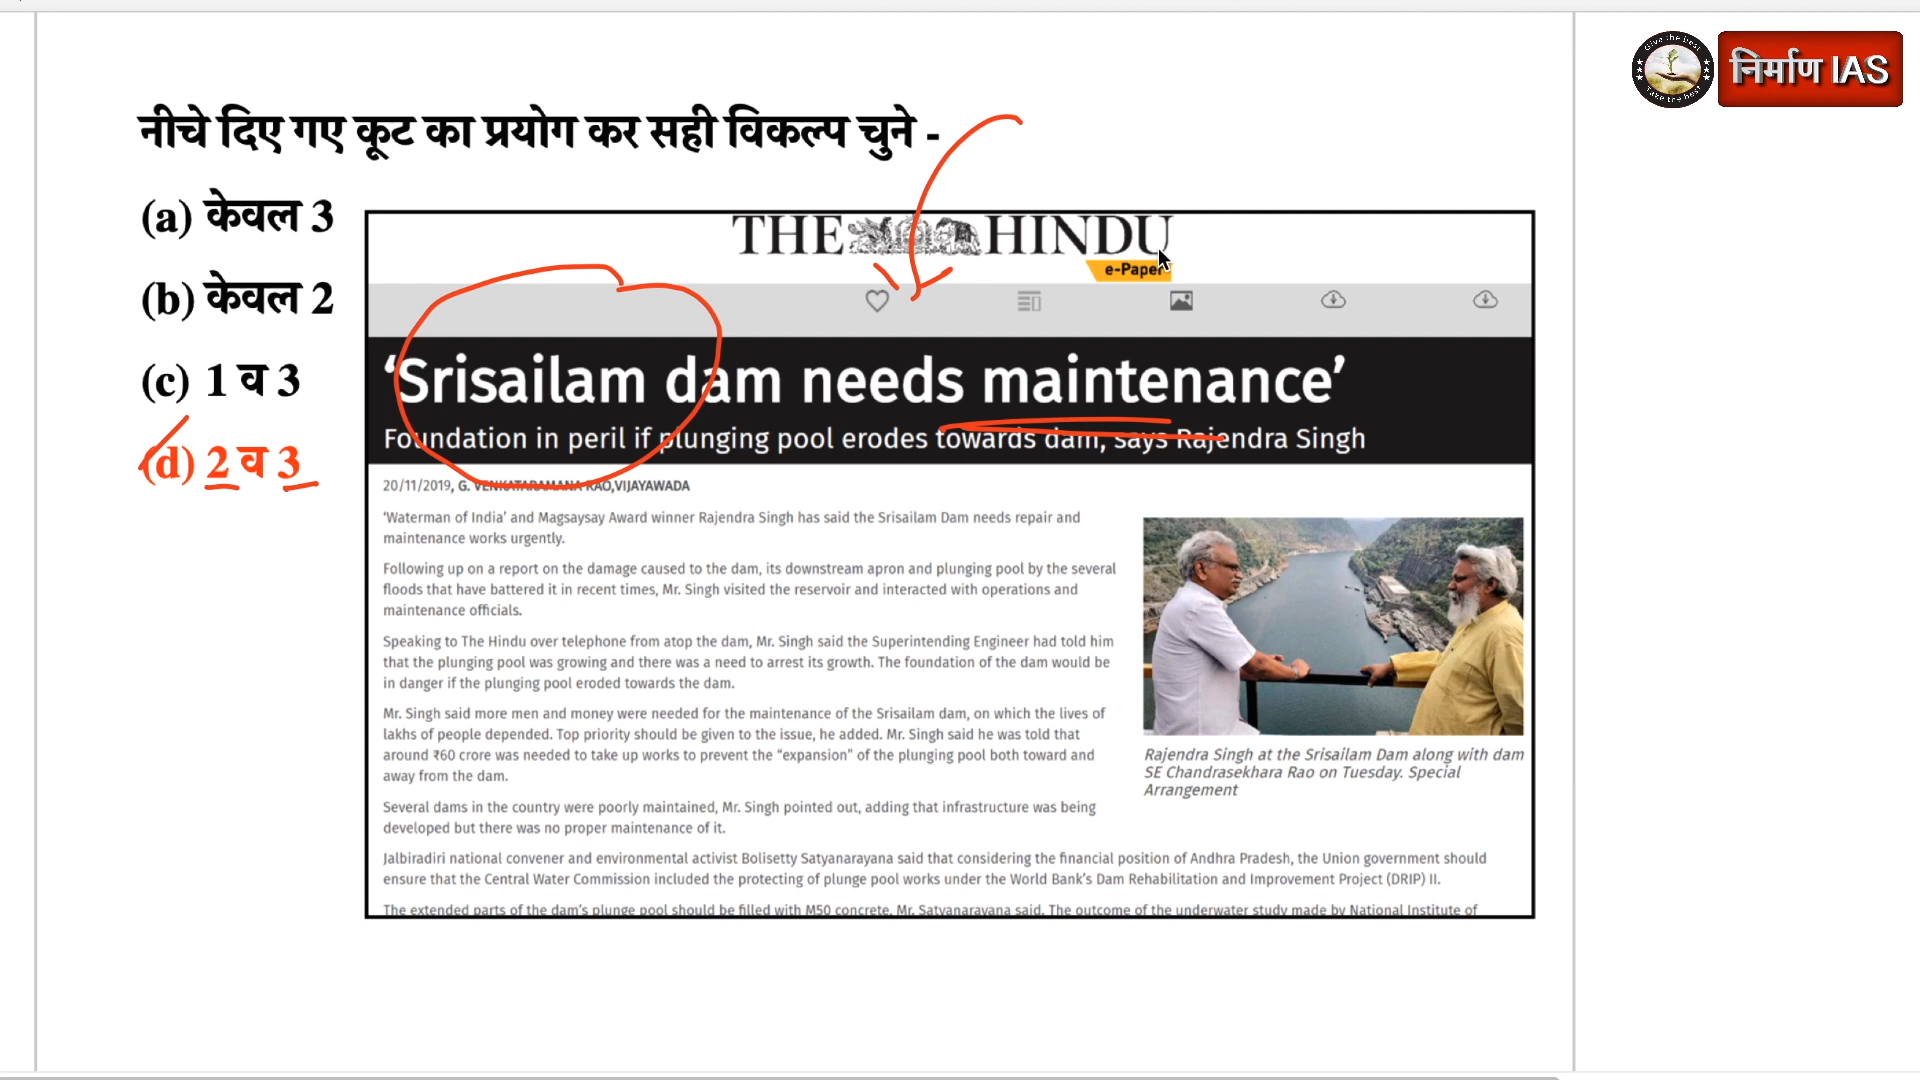 Give the best
Take the best
निर्माण IAS
नीचे दिए गए कूट का प्रयोग कर सही विकल्प चुने -
(a) केवल 3
(b) केवल 2
(c) 1 व 3
(d) 2 व 3
THE HINDU
e-Paper
‘Srisailam dam needs maintenance’
Foundation in peril if plunging pool erodes towards dam, says Rajendra Singh
20/11/2019, G. VENKATARAMANA RAO,VIJAYAWADA
‘Waterman of India’ and Magsaysay Award winner Rajendra Singh has said the Srisailam Dam needs repair and
maintenance works urgently.
Following up on a report on the damage caused to the dam, its downstream apron and plunging pool by the several
floods that have battered it in recent times, Mr. Singh visited the reservoir and interacted with operations and
maintenance officials.
Speaking to The Hindu over telephone from atop the dam, Mr. Singh said the Superintending Engineer had told him
that the plunging pool was growing and there was a need to arrest its growth. The foundation of the dam would be
in danger if the plunging pool eroded towards the dam.
Mr. Singh said more men and money were needed for the maintenance of the Srisailam dam, on which the lives of
lakhs of people depended. Top priority should be given to the issue, he added. Mr. Singh said he was told that
around ₹60 crore was needed to take up works to prevent the “expansion” of the plunging pool both toward and
away from the dam.
Several dams in the country were poorly maintained, Mr. Singh pointed out, adding that infrastructure was being
developed but there was no proper maintenance of it.
Rajendra Singh at the Srisailam Dam along with dam
SE Chandrasekhara Rao on Tuesday. Special
Arrangement
Jalbiradiri national convener and environmental activist Bolisetty Satyanarayana said that considering the financial position of Andhra Pradesh, the Union government should
ensure that the Central Water Commission included the protecting of plunge pool works under the World Bank’s Dam Rehabilitation and Improvement Project (DRIP) II.
The extended parts of the dam’s plunge pool should be filled with M50 concrete, Mr. Satyanarayana said. The outcome of the underwater study made by National Institute of